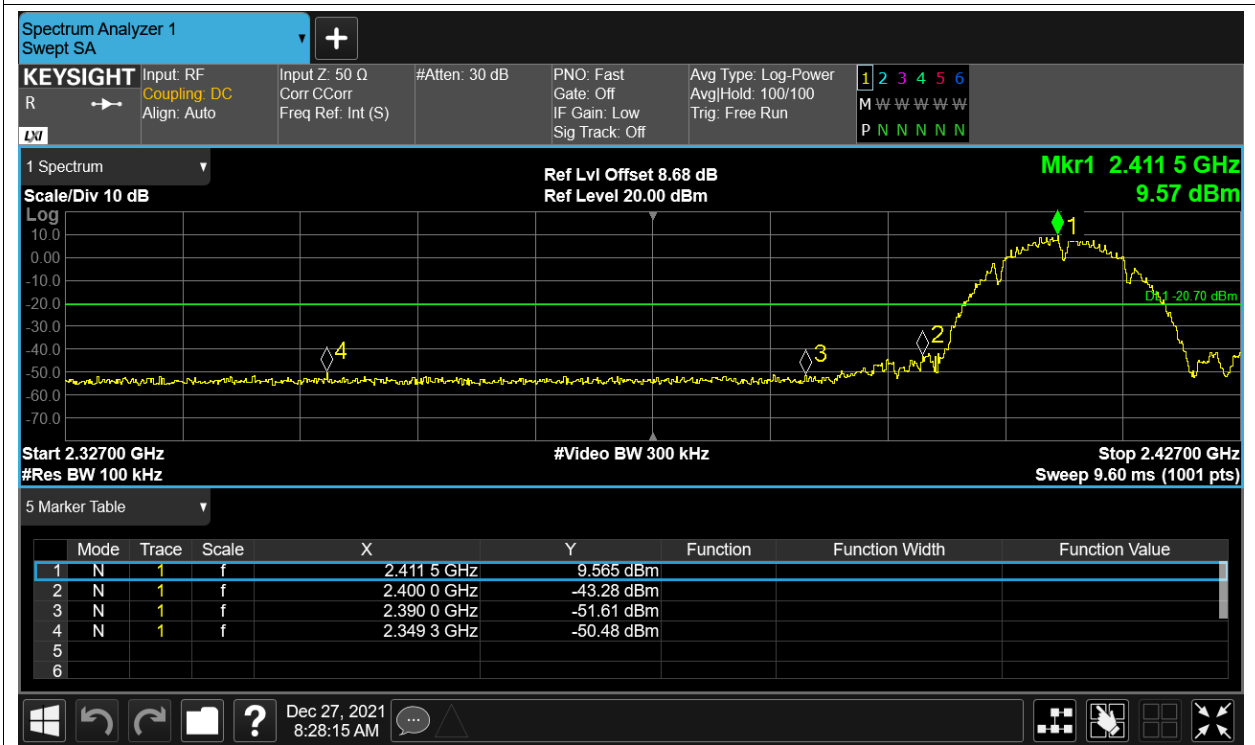 Spectrum Analyzer 1
Swept SA
KEYSIGHT Input: RF Input Z: 50 Ω #Atten: 30 dB PNO: Fast Avg Type: Log-Power 1 2 3 4 5 6
R Coupling: DC Corr CCorr Gate: Off Avg|Hold: 100/100 M W W W W W
Align: Auto Freq Ref: Int (S) IF Gain: Low Trig: Free Run
LXI Sig Track: Off P N N N N N
1 Spectrum Ref Lvl Offset 8.68 dB Mkr1 2.411 5 GHz
Scale/Div 10 dB Ref Level 20.00 dBm 9.57 dBm
Log
1
10.0
0.00
-10.0
-20.0 DL1 -20.70 dBm
-30.0
2
-40.0 4 3
-50.0
-60.0
-70.0
Start 2.32700 GHz #Video BW 300 kHz Stop 2.42700 GHz
#Res BW 100 kHz Sweep 9.60 ms (1001 pts)
5 Marker Table
Mode Trace Scale X Y Function Function Width Function Value
1 N 1 f 2.411 5 GHz 9.565 dBm
2 N 1 f 2.400 0 GHz -43.28 dBm
3 N 1 f 2.390 0 GHz -51.61 dBm
4 N 1 f 2.349 3 GHz -50.48 dBm
5
6
? Dec 27, 2021
8:28:15 AM